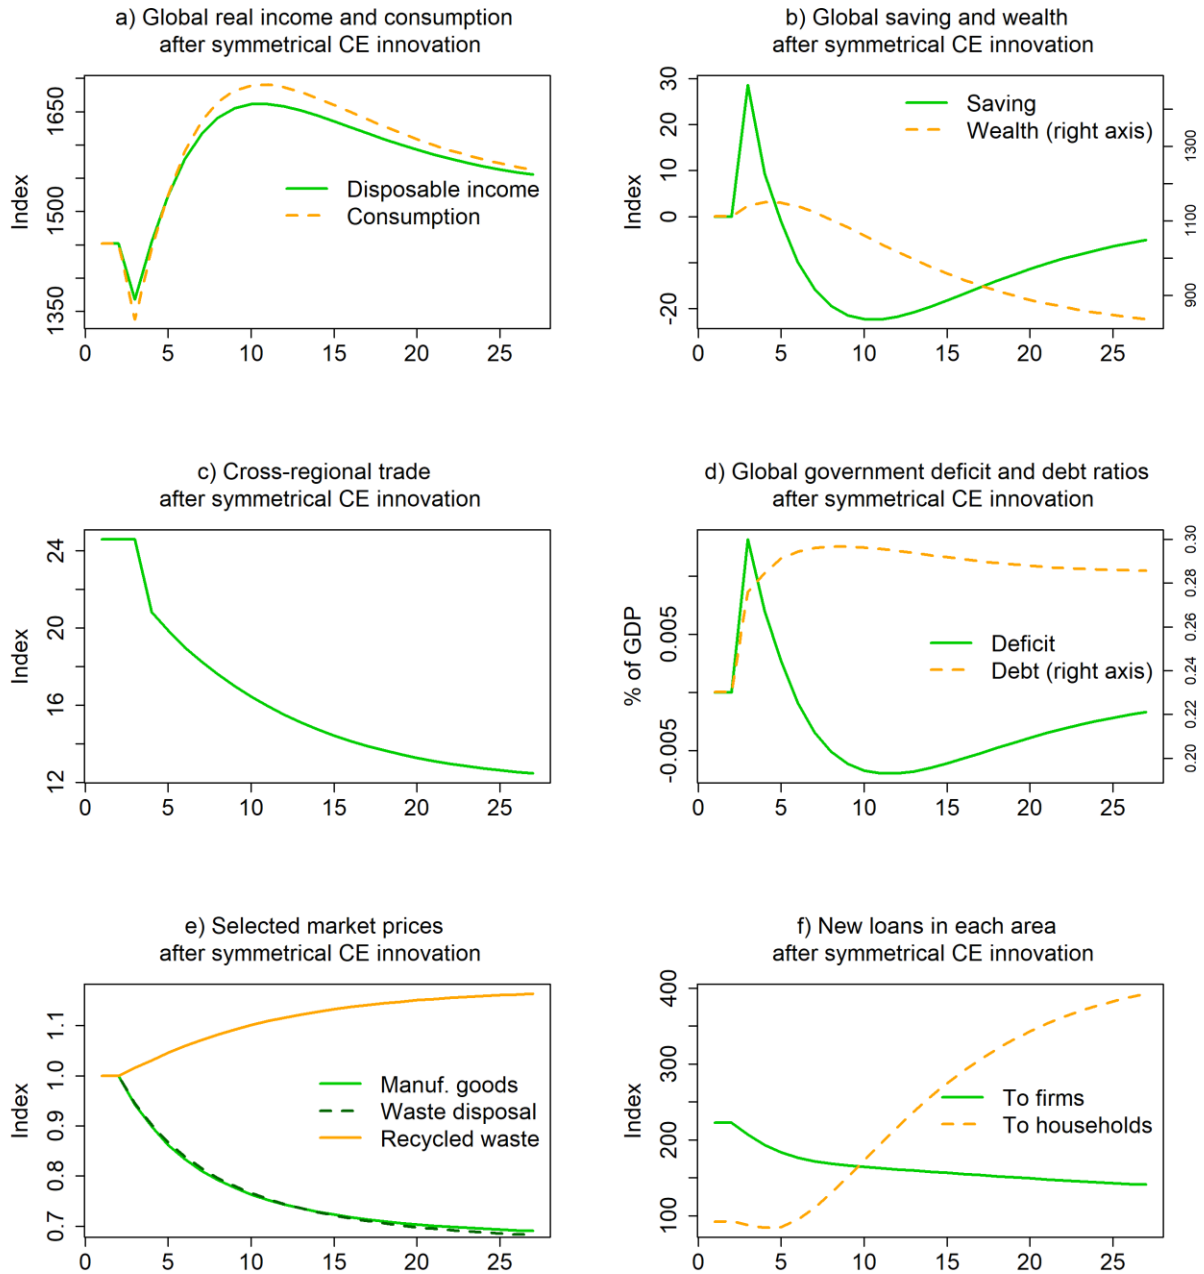 a) Global real income and consumption
after symmetrical CE innovation
Index
1350
1500
1650
Disposable income
Consumption
0
5
10
15
20
25
b) Global saving and wealth
after symmetrical CE innovation
Index
-20
0
10
20
30
Saving
Wealth (right axis)
900
1100
1300
0
5
10
15
20
25
c) Cross-regional trade
after symmetrical CE innovation
Index
12
16
20
24
0
5
10
15
20
25
d) Global government deficit and debt ratios
after symmetrical CE innovation
% of GDP
-0.005
0.005
Deficit
Debt (right axis)
0.20
0.22
0.24
0.26
0.28
0.30
0
5
10
15
20
25
e) Selected market prices
after symmetrical CE innovation
Index
0.7
0.8
0.9
1.0
1.1
Manuf. goods
Waste disposal
Recycled waste
0
5
10
15
20
25
f) New loans in each area
after symmetrical CE innovation
Index
100
200
300
400
To firms
To households
0
5
10
15
20
25